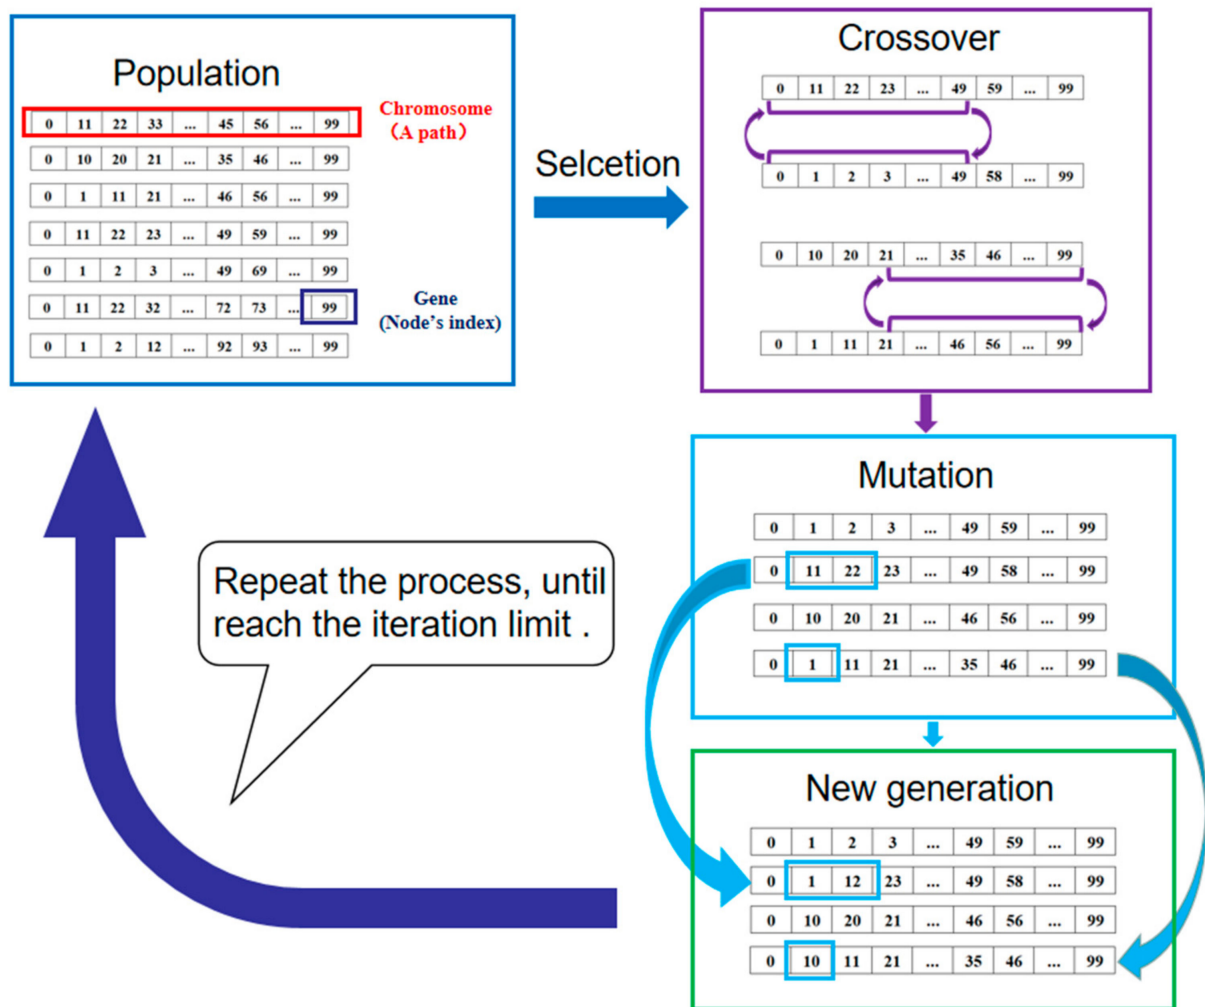 Population
Chromosome
(A path)
0 11 22 33 ... 45 56 ... 99
0 10 20 21 ... 35 46 ... 99
0 1 11 21 ... 46 56 ... 99
0 11 22 23 ... 49 59 ... 99
0 1 2 3 ... 49 69 ... 99
0 11 22 32 ... 72 73 ... 99
0 1 2 12 ... 92 93 ... 99
Gene
(Node's index)
Selcetion
Crossover
0 11 22 23 ... 49 59 ... 99
0 1 2 3 ... 49 58 ... 99
0 10 20 21 ... 35 46 ... 99
0 1 11 21 ... 46 56 ... 99
Mutation
0 1 2 3 ... 49 59 ... 99
0 11 22 23 ... 49 58 ... 99
0 10 20 21 ... 46 56 ... 99
0 1 11 21 ... 35 46 ... 99
New generation
0 1 2 3 ... 49 59 ... 99
0 1 12 23 ... 49 58 ... 99
0 10 20 21 ... 46 56 ... 99
0 10 11 21 ... 35 46 ... 99
Repeat the process, until
reach the iteration limit .